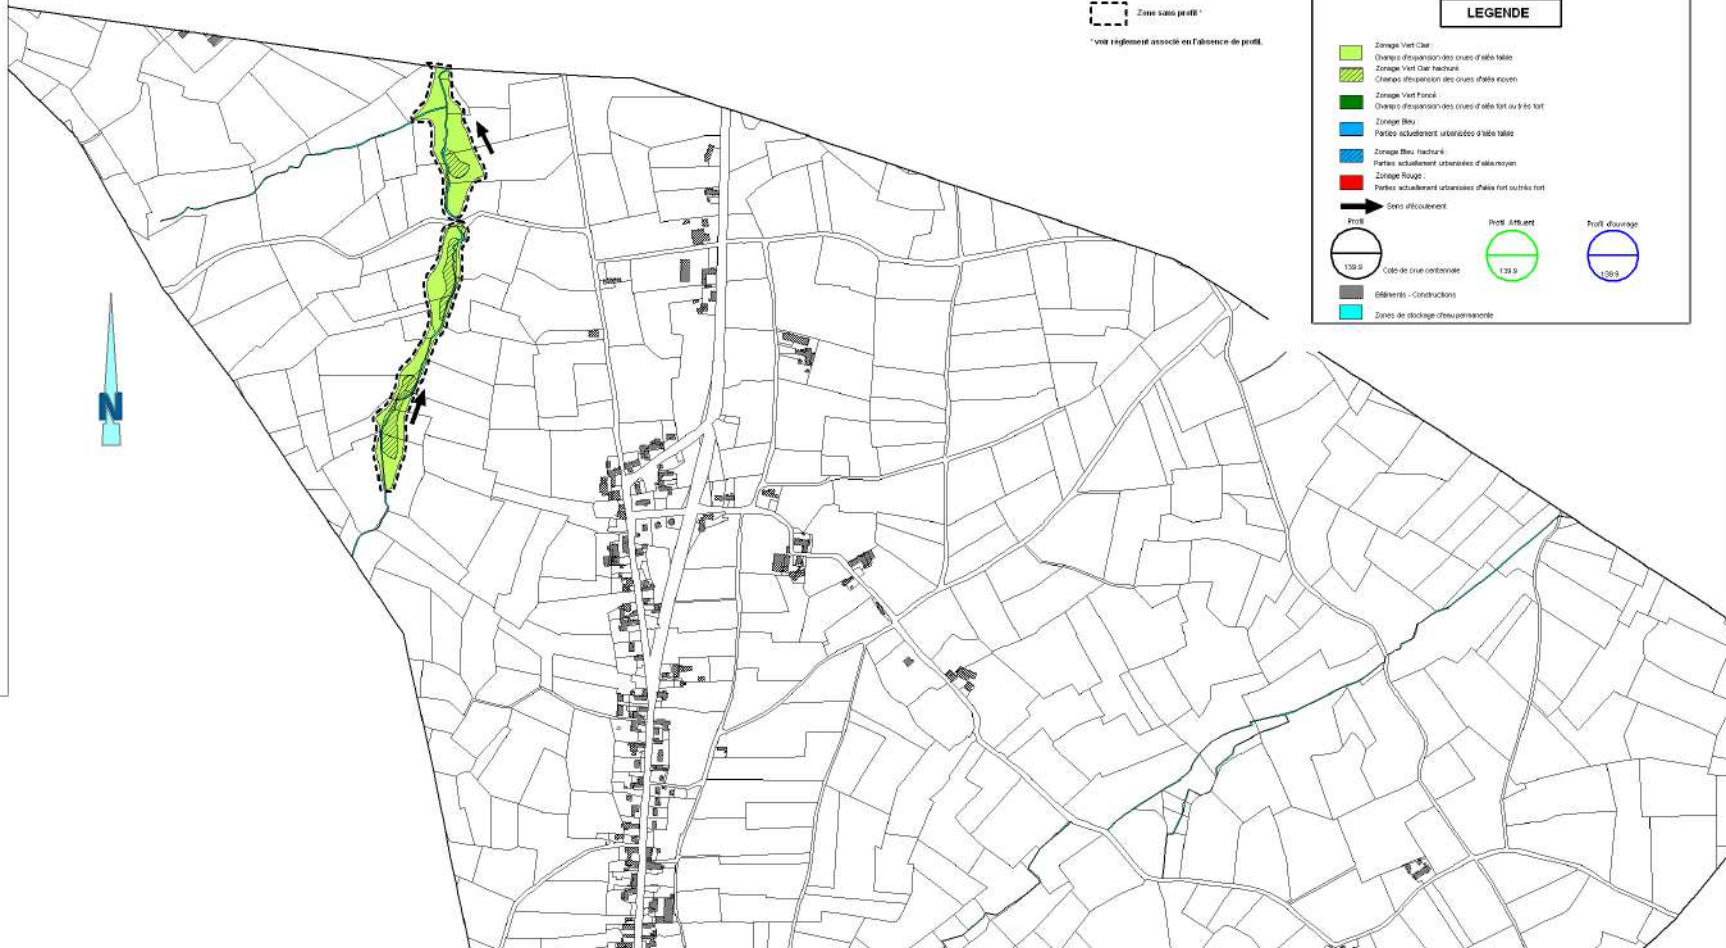 Zone sans profil *
* voir règlement associé en l'absence de profil.
LEGENDE
Zonage Vert Clair :
Champs d'expansion des crues d'aléa faible
Zonage Vert Clair hachuré
Champs d'expansion des crues d'aléa moyen
Zonage Vert Foncé :
Champs d'expansion des crues d'aléa fort ou très fort
Zonage Bleu :
Parties actuellement urbanisées d'aléa faible
Zonage Bleu hachuré :
Parties actuellement urbanisées d'aléa moyen
Zonage Rouge :
Parties actuellement urbanisées d'aléa fort ou très fort
Sens d'écoulement
Profil
Profil Affluent
Profil d'ouvrage
139.9
Cote de crue centennale
139.9
139.9
Bâtiments - Constructions
Zones de stockage d'eau permanente
N